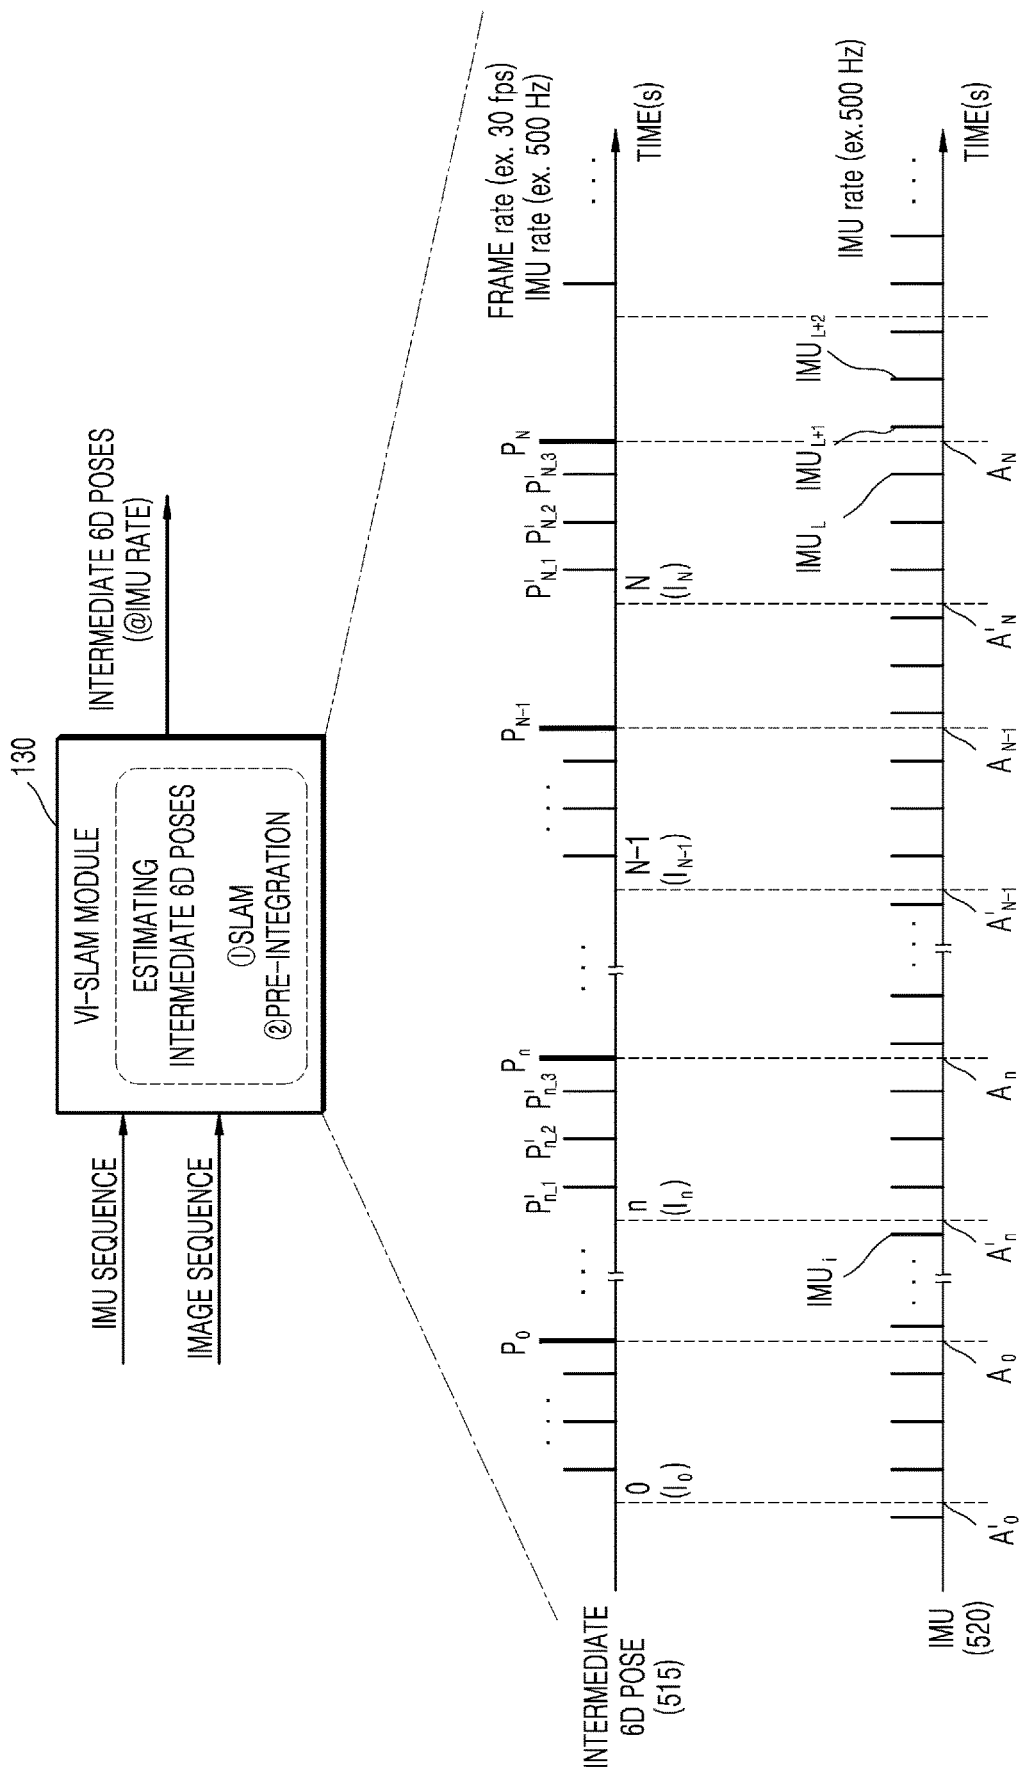 130
VI-SLAM MODULE
ESTIMATING
INTERMEDIATE 6D POSES
①SLAM
②PRE-INTEGRATION
IMU SEQUENCE
IMAGE SEQUENCE
INTERMEDIATE 6D POSES
(@IMU RATE)
FRAME rate (ex. 30 fps)
IMU rate (ex. 500 Hz)
P0
P'n_1
P'n_2
P'n_3
Pn
PN-1
P'N_1
P'N_2
P'N_3
PN
INTERMEDIATE
6D POSE
(515)
TIME(s)
0
(I0)
n
(In)
N-1
(IN-1)
N
(IN)
IMU rate (ex.500 Hz)
IMUi
IMUL
IMUL+1
IMUL+2
IMU
(520)
TIME(s)
A'0
A0
A'n
An
A'N-1
AN-1
A'N
AN